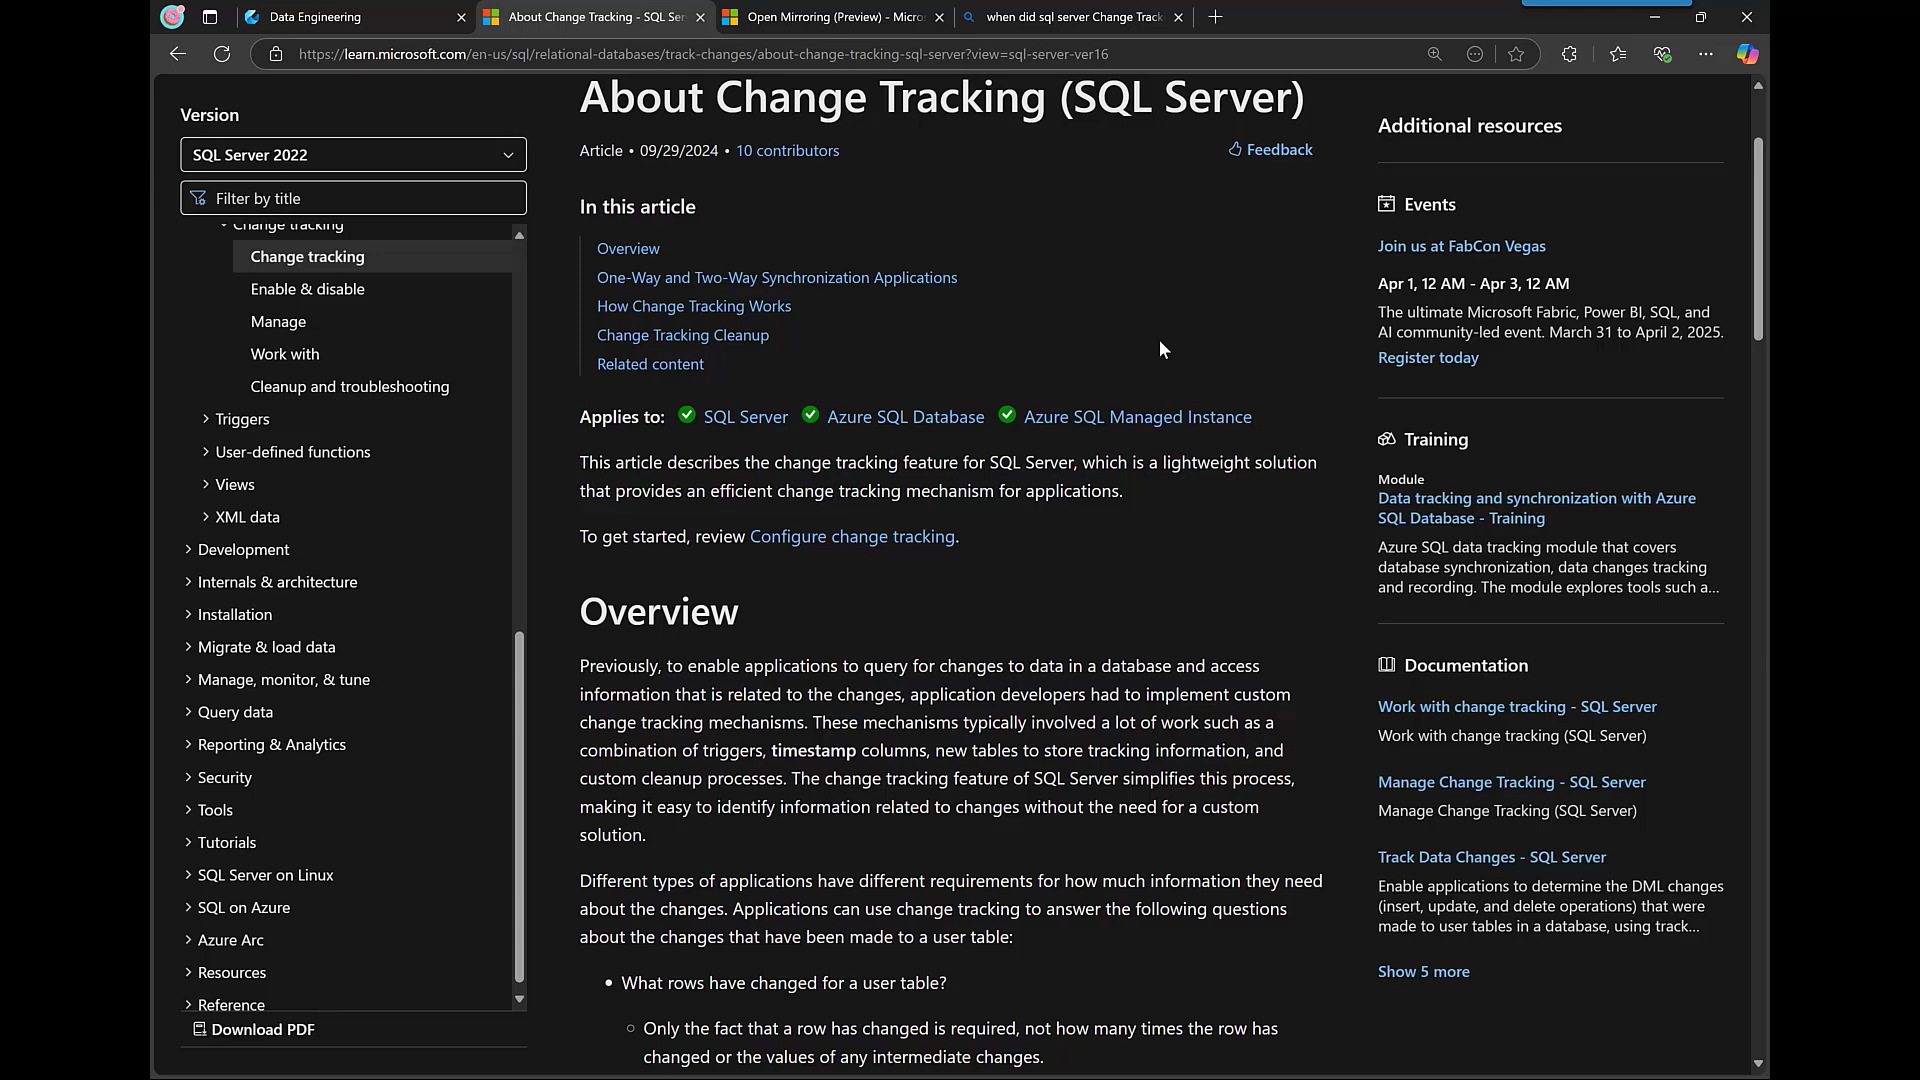 Data Engineering
About Change Tracking - SQL Ser
Open Mirroring (Preview) - Micros
when did sql server Change Track
https://learn.microsoft.com/en-us/sql/relational-databases/track-changes/about-change-tracking-sql-server?view=sql-server-ver16
Version
SQL Server 2022
Filter by title
Change tracking
Change tracking
Enable & disable
Manage
Work with
Cleanup and troubleshooting
Triggers
User-defined functions
Views
XML data
Development
Internals & architecture
Installation
Migrate & load data
Manage, monitor, & tune
Query data
Reporting & Analytics
Security
Tools
Tutorials
SQL Server on Linux
SQL on Azure
Azure Arc
Resources
Reference
Download PDF
About Change Tracking (SQL Server)
Article • 09/29/2024 • 10 contributors
Feedback
In this article
Overview
One-Way and Two-Way Synchronization Applications
How Change Tracking Works
Change Tracking Cleanup
Related content
Applies to: SQL Server Azure SQL Database Azure SQL Managed Instance
This article describes the change tracking feature for SQL Server, which is a lightweight solution
that provides an efficient change tracking mechanism for applications.
To get started, review Configure change tracking.
Overview
Previously, to enable applications to query for changes to data in a database and access
information that is related to the changes, application developers had to implement custom
change tracking mechanisms. These mechanisms typically involved a lot of work such as a
combination of triggers, timestamp columns, new tables to store tracking information, and
custom cleanup processes. The change tracking feature of SQL Server simplifies this process,
making it easy to identify information related to changes without the need for a custom
solution.
Different types of applications have different requirements for how much information they need
about the changes. Applications can use change tracking to answer the following questions
about the changes that have been made to a user table:
• What rows have changed for a user table?
○ Only the fact that a row has changed is required, not how many times the row has
changed or the values of any intermediate changes.
Additional resources
Events
Join us at FabCon Vegas
Apr 1, 12 AM - Apr 3, 12 AM
The ultimate Microsoft Fabric, Power BI, SQL, and
AI community-led event. March 31 to April 2, 2025.
Register today
Training
Module
Data tracking and synchronization with Azure
SQL Database - Training
Azure SQL data tracking module that covers
database synchronization, data changes tracking
and recording. The module explores tools such a...
Documentation
Work with change tracking - SQL Server
Work with change tracking (SQL Server)
Manage Change Tracking - SQL Server
Manage Change Tracking (SQL Server)
Track Data Changes - SQL Server
Enable applications to determine the DML changes
(insert, update, and delete operations) that were
made to user tables in a database, using track...
Show 5 more